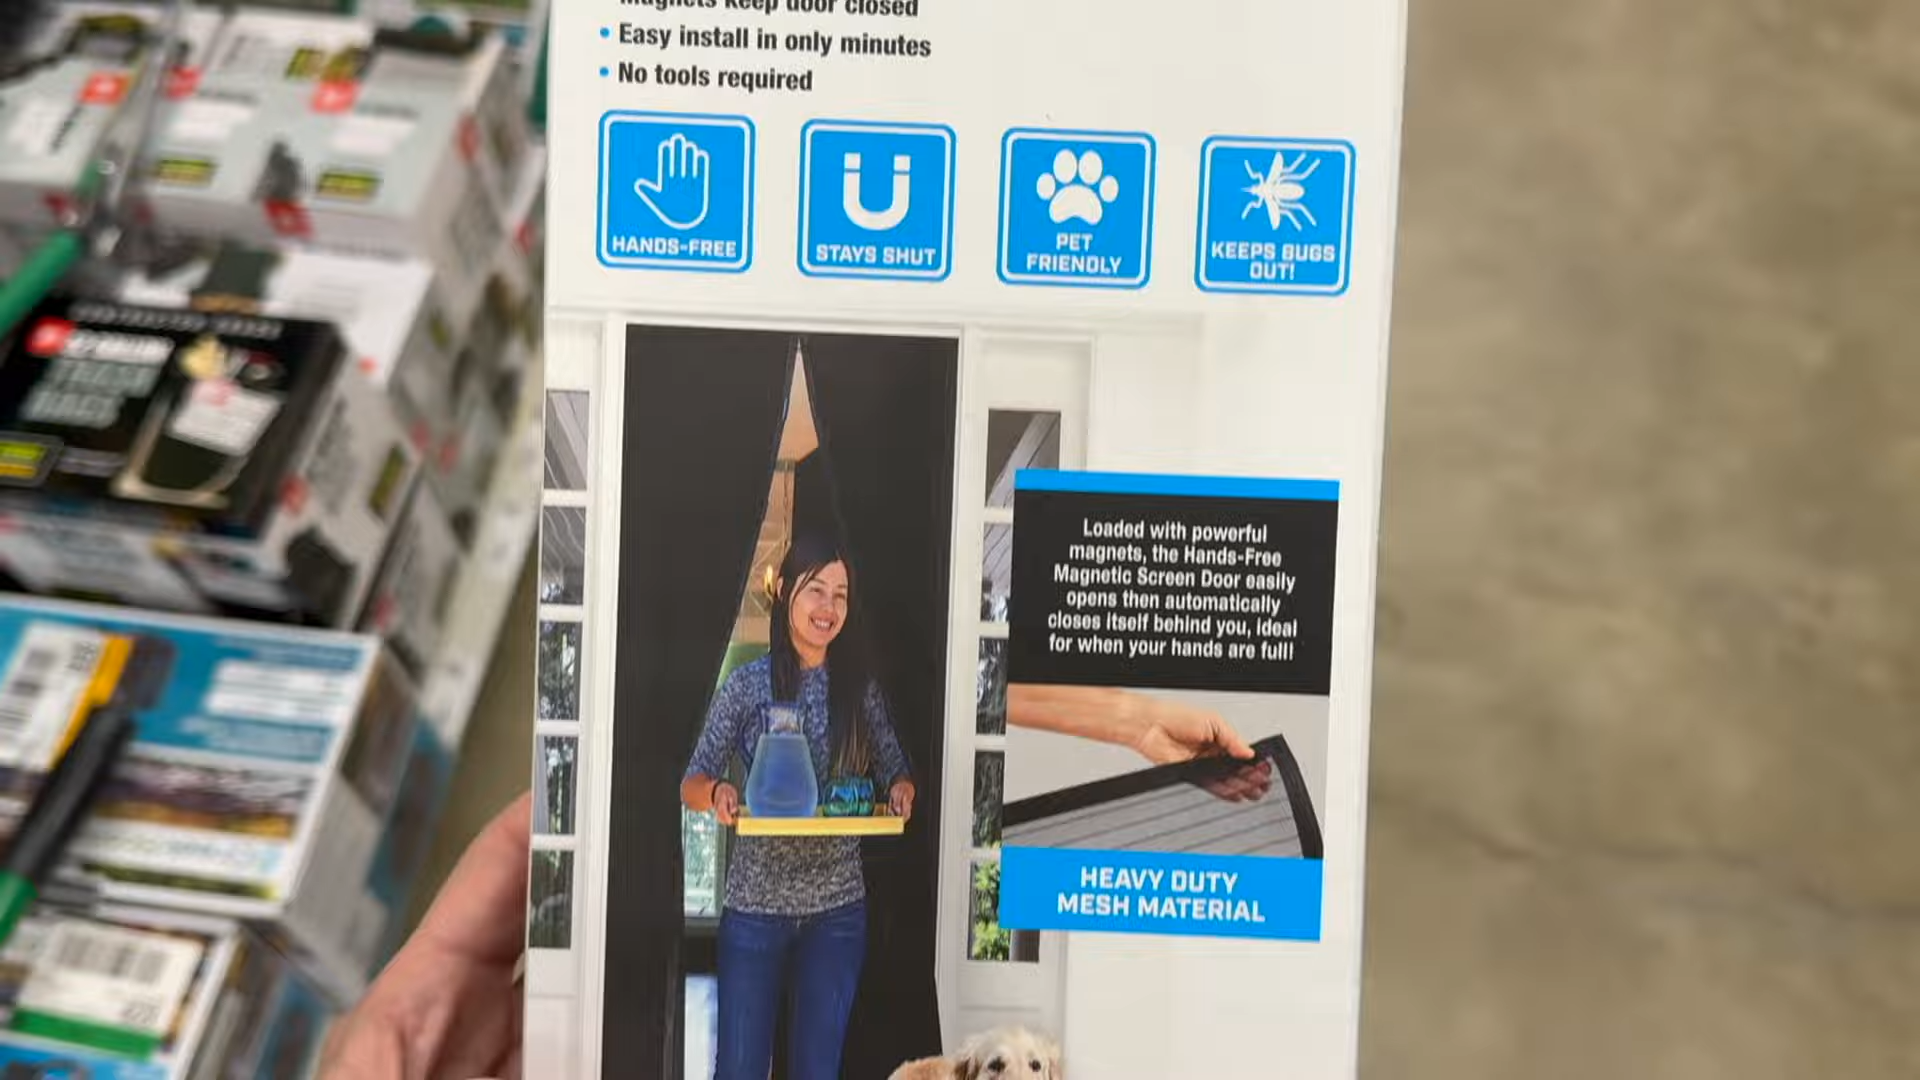 Magnets keep door closed
• Easy install in only minutes
• No tools required
HANDS-FREE
STAYS SHUT
PET
FRIENDLY
KEEPS BUGS
OUT!
Loaded with powerful
magnets, the Hands-Free
Magnetic Screen Door easily
opens then automatically
closes itself behind you, ideal
for when your hands are full!
HEAVY DUTY
MESH MATERIAL